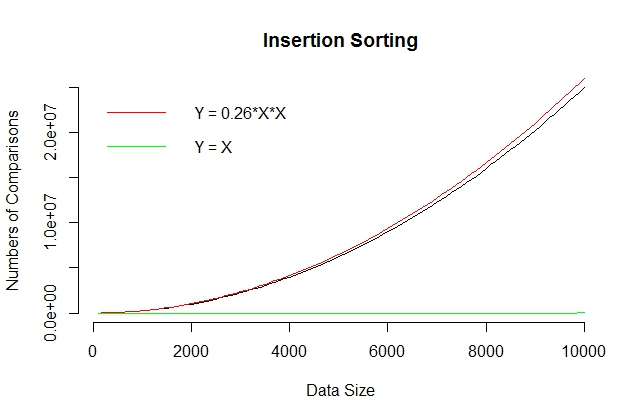 Insertion Sorting
Y = 0.26*X*X
Y = X
Numbers of Comparisons
2.0e+07
1.0e+07
0.0e+00
0 2000 4000 6000 8000 10000
Data Size